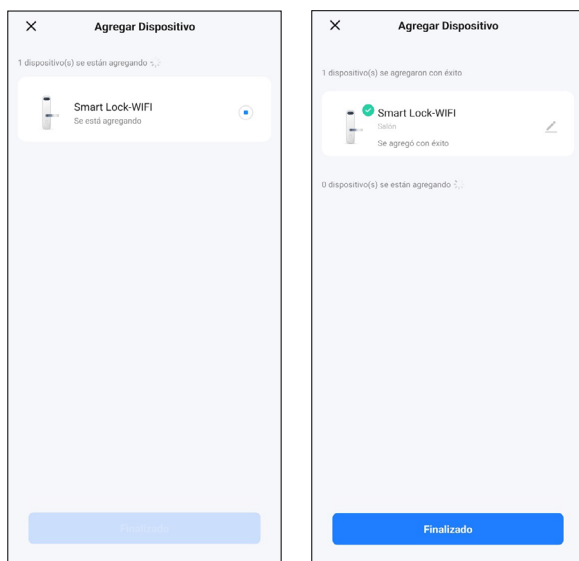 Agregar Dispositivo
1 dispositivo(s) se están agregando
Smart Lock-WIFI
Se está agregando
Finalizado
Agregar Dispositivo
1 dispositivo(s) se agregaron con éxito
Smart Lock-WIFI
Salón
Se agregó con éxito
0 dispositivo(s) se están agregando
Finalizado